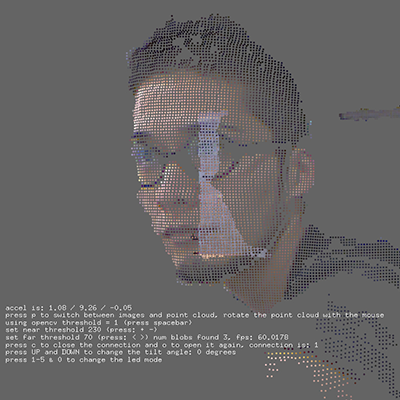 accel is: 1.08 / 9.26 / -0.05
press p to switch between images and point cloud, rotate the point cloud with the mouse
using opencv threshold = 1 (press spacebar)
set near threshold 230 (press: + -)
set far threshold 70 (press: < >) num blobs found 3, fps: 60.0178
press c to close the connection and o to open it again, connection is: 1
press UP and DOWN to change the tilt angle: 0 degrees
press 1-5 & 0 to change the led mode